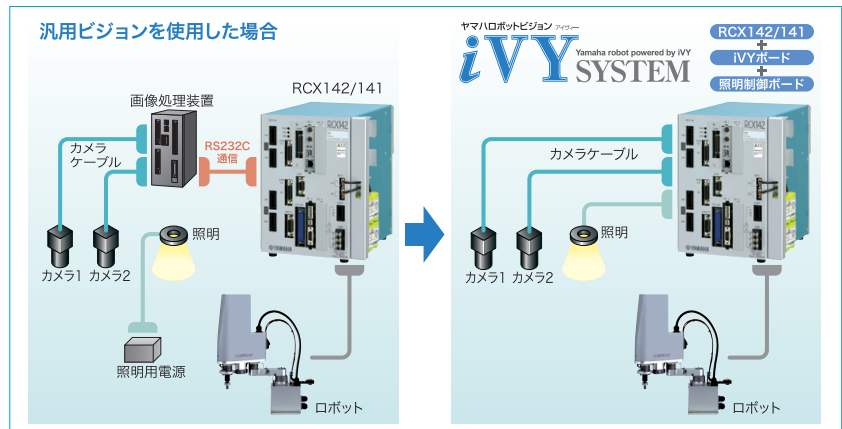 汎用ビジョンを使用した場合
画像処理装置
RCX142/141
カメラ
ケーブル
RS232C
通信
RCX142
照明
カメラ1
カメラ2
YAMAHA
照明用電源
ロボット
ヤマハロボットビジョン アイヴィー
iVY
Yamaha robot powered by iVY
SYSTEM
RCX142/141
+
iVYボード
+
照明制御ボード
カメラケーブル
RCX142
照明
カメラ1
カメラ2
YAMAHA
ロボット